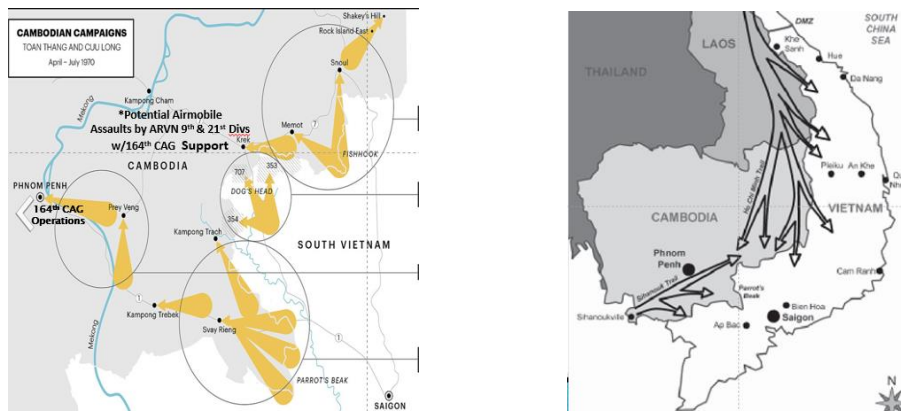 CAMBODIAN CAMPAIGNS
TOAN THANG AND CUU LONG
April – July 1970
Shakey's Hill
Rock Island East
Snoul
Mekong
Kampong Cham
*Potential Airmobile
Assaults by ARVN 9th & 21st Divs
w/164th CAG Support
Memot
7
Krek
FISHHOOK
CAMBODIA
707
353
DOG'S HEAD
354
PHNOM PENH
164th CAG
Operations
Prey Veng
Kampong Trach
SOUTH VIETNAM
1
Kampong Trebek
Svay Rieng
Mekong
1
PARROT'S BEAK
SAIGON
DMZ
SOUTH
CHINA
SEA
LAOS
Khe
Sanh
Hue
THAILAND
Da Nang
Pleiku
An Khe
Qu
Nh
Ho Chi Minh Trail
CAMBODIA
VIETNAM
Phnom
Penh
Sihanouk Trail
Parrot's
Beak
Cam Ranh
Sihanoukville
Bien Hoa
Saigon
Ap Bac
N